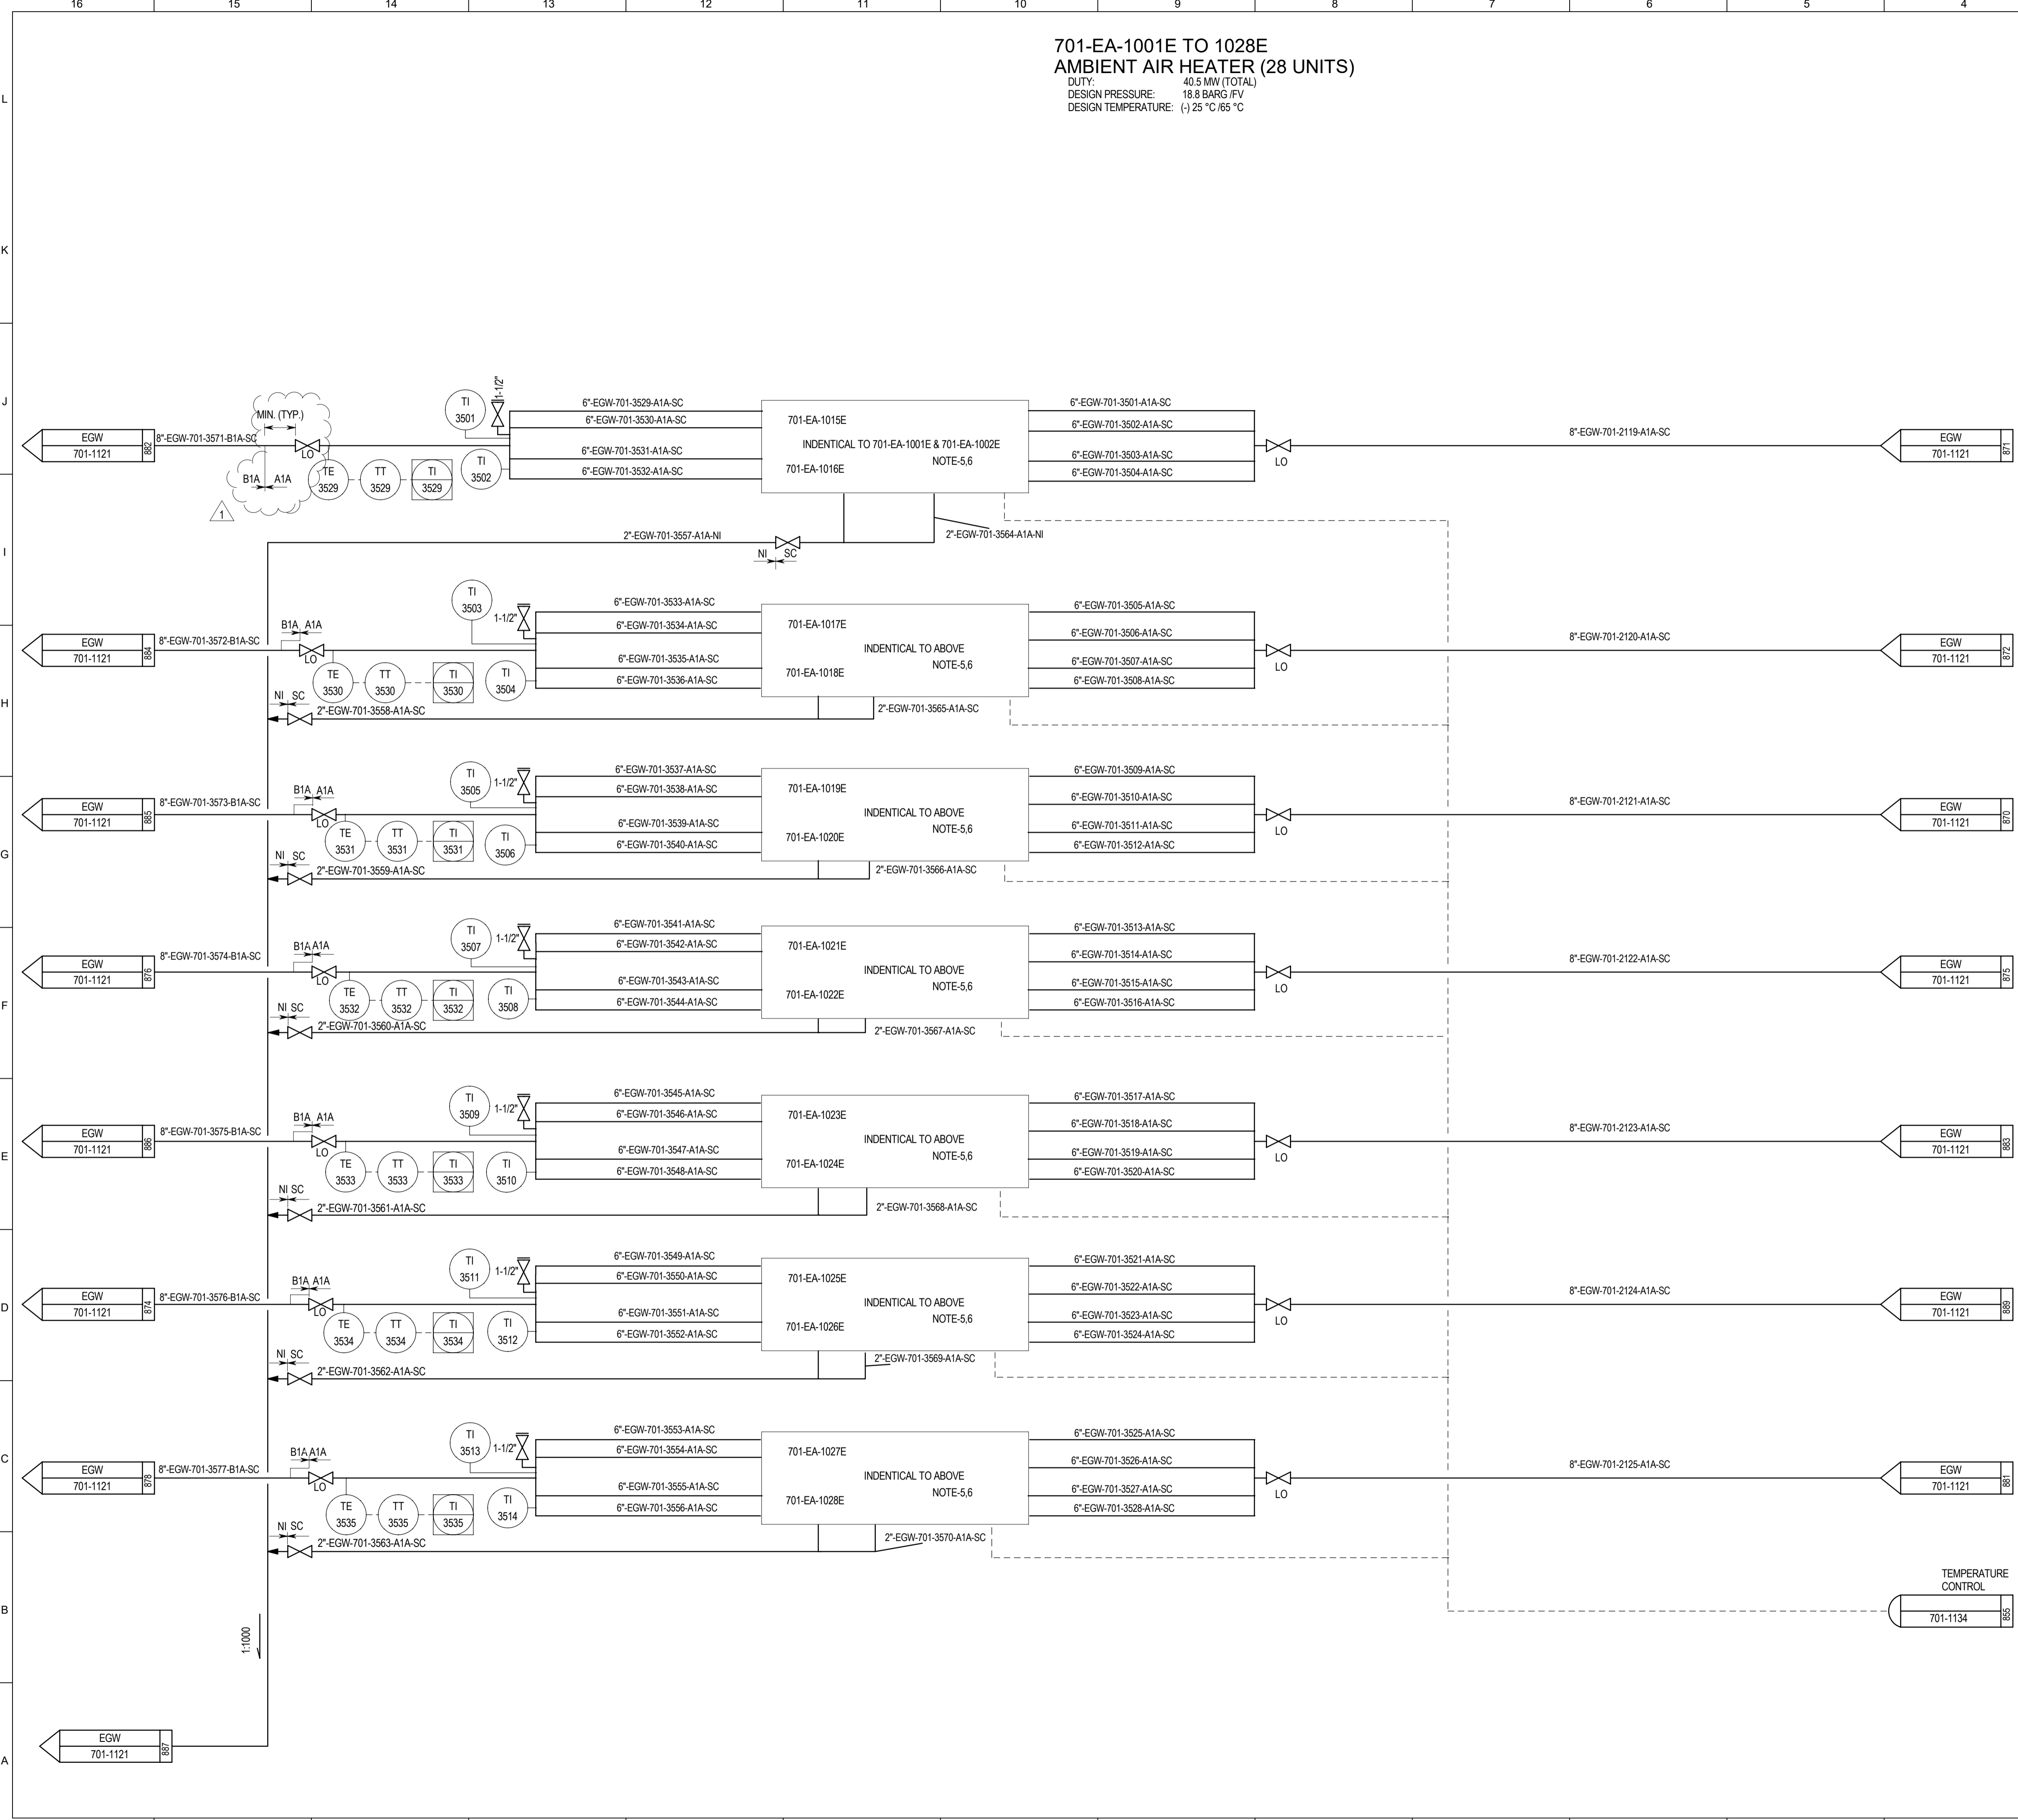 16 15 14 13 12 11 10 9 8 7 6 5 4
701-EA-1001E TO 1028E
AMBIENT AIR HEATER (28 UNITS)
DUTY: 40.5 MW (TOTAL)
DESIGN PRESSURE: 18.8 BARG /FV
DESIGN TEMPERATURE: (-) 25 °C /65 °C
L
K
J
I
H
G
F
E
D
C
B
A
EGW
701-1121
882
8"-EGW-701-3571-B1A-SC
MIN. (TYP.)
B1A A1A
1
LO
TE
3529
TT
3529
TI
3529
TI
3501
1-1/2"
TI
3502
6"-EGW-701-3529-A1A-SC
6"-EGW-701-3530-A1A-SC
6"-EGW-701-3531-A1A-SC
6"-EGW-701-3532-A1A-SC
701-EA-1015E
INDENTICAL TO 701-EA-1001E & 701-EA-1002E
NOTE-5,6
701-EA-1016E
6"-EGW-701-3501-A1A-SC
6"-EGW-701-3502-A1A-SC
6"-EGW-701-3503-A1A-SC
6"-EGW-701-3504-A1A-SC
LO
8"-EGW-701-2119-A1A-SC
EGW
701-1121
871
2"-EGW-701-3557-A1A-NI
NI SC
2"-EGW-701-3564-A1A-NI
EGW
701-1121
884
8"-EGW-701-3572-B1A-SC
B1A A1A
LO
TE
3530
TT
3530
TI
3530
TI
3503
1-1/2"
TI
3504
6"-EGW-701-3533-A1A-SC
6"-EGW-701-3534-A1A-SC
6"-EGW-701-3535-A1A-SC
6"-EGW-701-3536-A1A-SC
701-EA-1017E
INDENTICAL TO ABOVE
NOTE-5,6
701-EA-1018E
6"-EGW-701-3505-A1A-SC
6"-EGW-701-3506-A1A-SC
6"-EGW-701-3507-A1A-SC
6"-EGW-701-3508-A1A-SC
LO
8"-EGW-701-2120-A1A-SC
EGW
701-1121
872
NI SC
2"-EGW-701-3558-A1A-SC
2"-EGW-701-3565-A1A-SC
EGW
701-1121
885
8"-EGW-701-3573-B1A-SC
B1A A1A
LO
TE
3531
TT
3531
TI
3531
TI
3505
1-1/2"
TI
3506
6"-EGW-701-3537-A1A-SC
6"-EGW-701-3538-A1A-SC
6"-EGW-701-3539-A1A-SC
6"-EGW-701-3540-A1A-SC
701-EA-1019E
INDENTICAL TO ABOVE
NOTE-5,6
701-EA-1020E
6"-EGW-701-3509-A1A-SC
6"-EGW-701-3510-A1A-SC
6"-EGW-701-3511-A1A-SC
6"-EGW-701-3512-A1A-SC
LO
8"-EGW-701-2121-A1A-SC
EGW
701-1121
870
NI SC
2"-EGW-701-3559-A1A-SC
2"-EGW-701-3566-A1A-SC
EGW
701-1121
876
8"-EGW-701-3574-B1A-SC
B1A A1A
LO
TE
3532
TT
3532
TI
3532
TI
3507
1-1/2"
TI
3508
6"-EGW-701-3541-A1A-SC
6"-EGW-701-3542-A1A-SC
6"-EGW-701-3543-A1A-SC
6"-EGW-701-3544-A1A-SC
701-EA-1021E
INDENTICAL TO ABOVE
NOTE-5,6
701-EA-1022E
6"-EGW-701-3513-A1A-SC
6"-EGW-701-3514-A1A-SC
6"-EGW-701-3515-A1A-SC
6"-EGW-701-3516-A1A-SC
LO
8"-EGW-701-2122-A1A-SC
EGW
701-1121
875
NI SC
2"-EGW-701-3560-A1A-SC
2"-EGW-701-3567-A1A-SC
EGW
701-1121
886
8"-EGW-701-3575-B1A-SC
B1A A1A
LO
TE
3533
TT
3533
TI
3533
TI
3509
1-1/2"
TI
3510
6"-EGW-701-3545-A1A-SC
6"-EGW-701-3546-A1A-SC
6"-EGW-701-3547-A1A-SC
6"-EGW-701-3548-A1A-SC
701-EA-1023E
INDENTICAL TO ABOVE
NOTE-5,6
701-EA-1024E
6"-EGW-701-3517-A1A-SC
6"-EGW-701-3518-A1A-SC
6"-EGW-701-3519-A1A-SC
6"-EGW-701-3520-A1A-SC
LO
8"-EGW-701-2123-A1A-SC
EGW
701-1121
883
NI SC
2"-EGW-701-3561-A1A-SC
2"-EGW-701-3568-A1A-SC
EGW
701-1121
874
8"-EGW-701-3576-B1A-SC
B1A A1A
LO
TE
3534
TT
3534
TI
3534
TI
3511
1-1/2"
TI
3512
6"-EGW-701-3549-A1A-SC
6"-EGW-701-3550-A1A-SC
6"-EGW-701-3551-A1A-SC
6"-EGW-701-3552-A1A-SC
701-EA-1025E
INDENTICAL TO ABOVE
NOTE-5,6
701-EA-1026E
6"-EGW-701-3521-A1A-SC
6"-EGW-701-3522-A1A-SC
6"-EGW-701-3523-A1A-SC
6"-EGW-701-3524-A1A-SC
LO
8"-EGW-701-2124-A1A-SC
EGW
701-1121
889
NI SC
2"-EGW-701-3562-A1A-SC
2"-EGW-701-3569-A1A-SC
EGW
701-1121
878
8"-EGW-701-3577-B1A-SC
B1A A1A
LO
TE
3535
TT
3535
TI
3535
TI
3513
1-1/2"
TI
3514
6"-EGW-701-3553-A1A-SC
6"-EGW-701-3554-A1A-SC
6"-EGW-701-3555-A1A-SC
6"-EGW-701-3556-A1A-SC
701-EA-1027E
INDENTICAL TO ABOVE
NOTE-5,6
701-EA-1028E
6"-EGW-701-3525-A1A-SC
6"-EGW-701-3526-A1A-SC
6"-EGW-701-3527-A1A-SC
6"-EGW-701-3528-A1A-SC
LO
8"-EGW-701-2125-A1A-SC
EGW
701-1121
881
NI SC
2"-EGW-701-3563-A1A-SC
2"-EGW-701-3570-A1A-SC
TEMPERATURE
CONTROL
701-1134
855
1:1000
EGW
701-1121
887